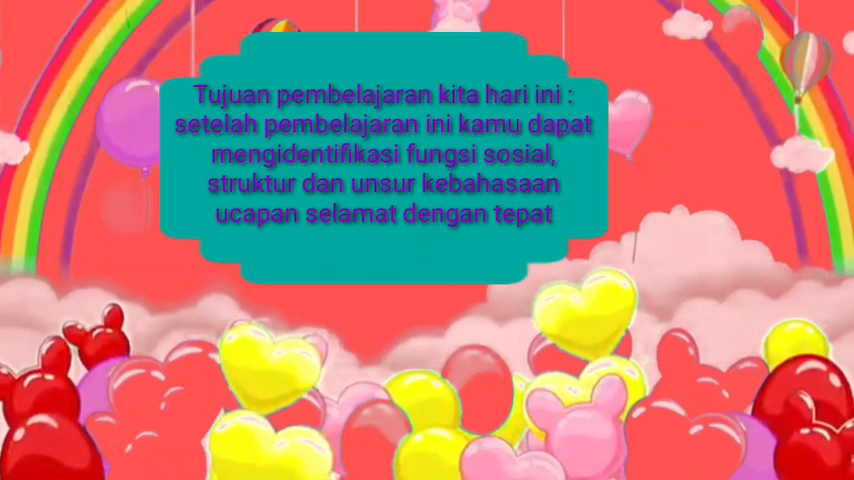 Tujuan pembelajaran kita hari ini :
setelah pembelajaran ini kamu dapat
mengidentifikasi fungsi sosial,
struktur dan unsur kebahasaan
ucapan selamat dengan tepat